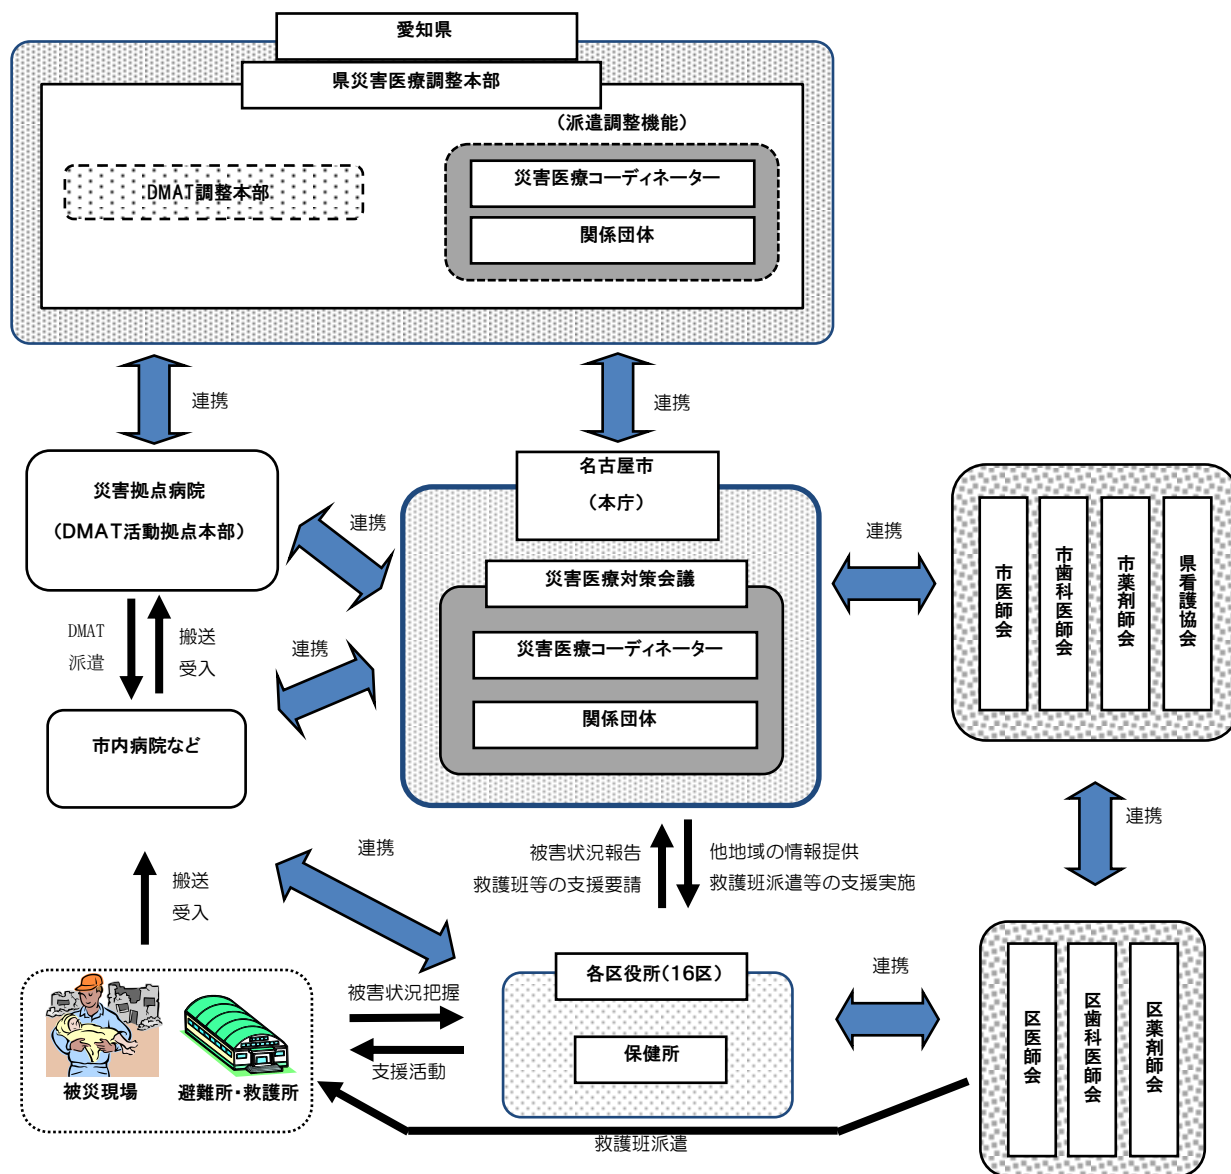 愛知県
県災害医療調整本部
（派遣調整機能）
DMAT調整本部
災害医療コーディネーター
関係団体
連携
連携
災害拠点病院
（DMAT活動拠点本部）
連携
名古屋市
（本庁）
災害医療対策会議
災害医療コーディネーター
関係団体
連携
市医師会
市歯科医師会
市薬剤師会
県看護協会
DMAT
派遣
搬送
受入
連携
市内病院など
連携
被害状況報告
救護班等の支援要請
他地域の情報提供
救護班派遣等の支援実施
連携
搬送
受入
各区役所（16区）
保健所
連携
区医師会
区歯科医師会
区薬剤師会
被害状況把握
支援活動
被災現場
避難所・救護所
救護班派遣